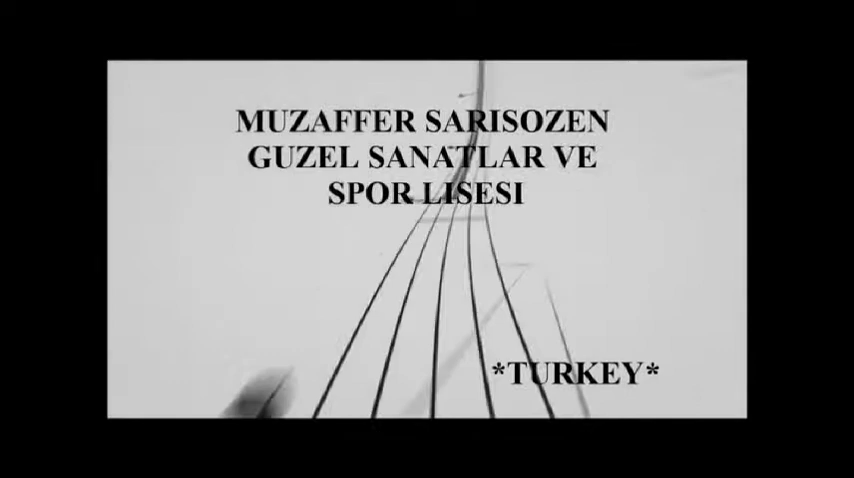 MUZAFFER SARISOZEN
GUZEL SANATLAR VE
SPOR LISESI
*TURKEY*